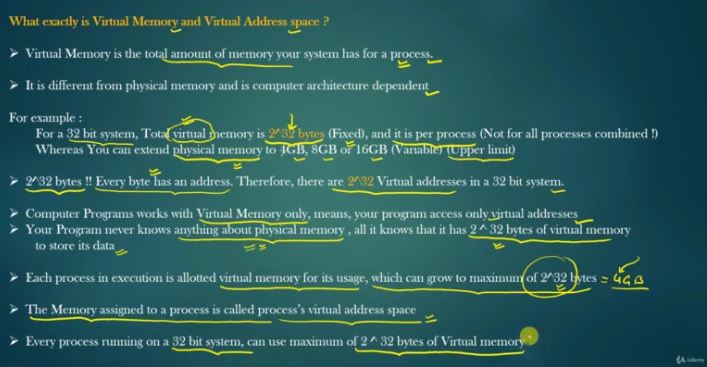 What exactly is Virtual Memory and Virtual Address space ?
➢ Virtual Memory is the total amount of memory your system has for a process.
➢ It is different from physical memory and is computer architecture dependent
For example :
For a 32 bit system, Total virtual memory is 2^32 bytes (Fixed), and it is per process (Not for all processes combined !)
Whereas You can extend physical memory to 4GB, 8GB or 16GB (Variable) (Upper limit)
➢ 2^32 bytes !! Every byte has an address. Therefore, there are 2^32 Virtual addresses in a 32 bit system.
➢ Computer Programs works with Virtual Memory only, means, your program access only virtual addresses
➢ Your Program never knows anything about physical memory , all it knows that it has 2 ^ 32 bytes of virtual memory
to store its data
➢ Each process in execution is allotted virtual memory for its usage, which can grow to maximum of 2^32 bytes = 4GB
➢ The Memory assigned to a process is called process's virtual address space
➢ Every process running on a 32 bit system, can use maximum of 2 ^ 32 bytes of Virtual memory
Udemy